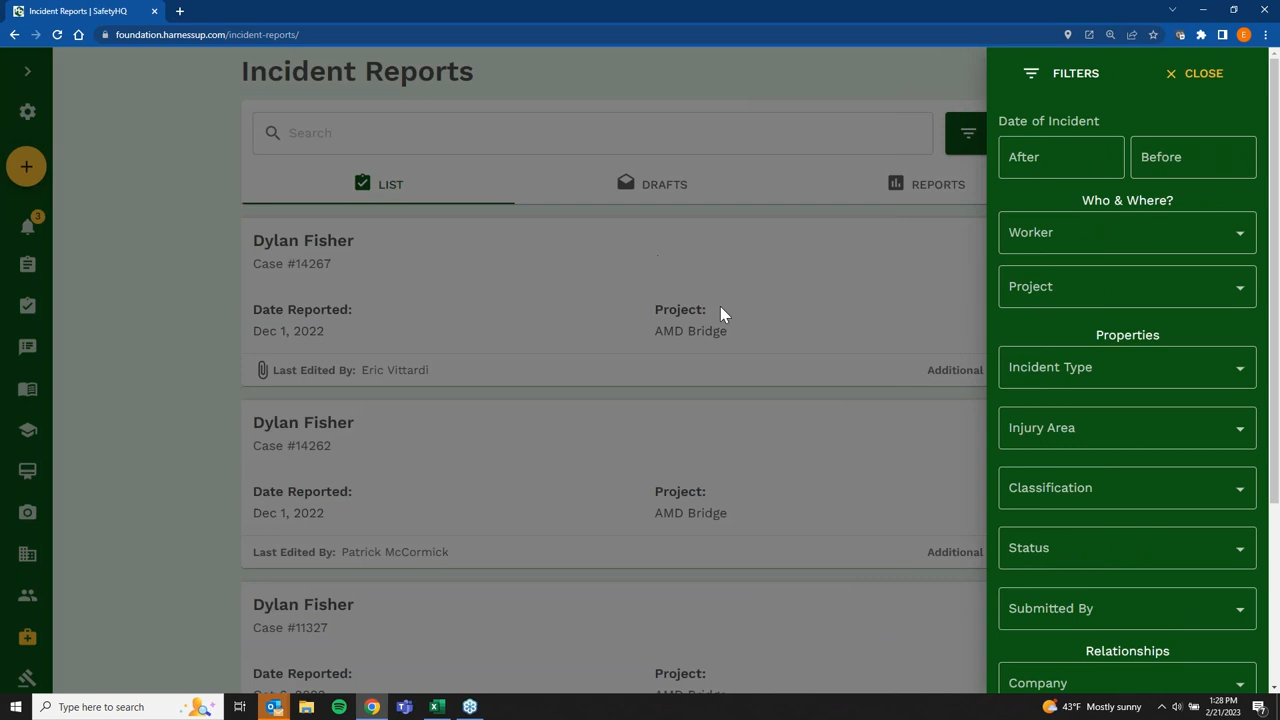 Incident Reports | SafetyHQ
foundation.harnessup.com/incident-reports/
E
3
Incident Reports
Search
LIST
DRAFTS
REPORTS
Dylan Fisher
Case #14267
Date Reported:
Project:
Dec 1, 2022
AMD Bridge
Last Edited By: Eric Vittardi
Additional
Dylan Fisher
Case #14262
Date Reported:
Project:
Dec 1, 2022
AMD Bridge
Last Edited By: Patrick McCormick
Additional
Dylan Fisher
Case #11327
Date Reported:
Project:
AMD Bridge
FILTERS
CLOSE
Date of Incident
After
Before
Who & Where?
Worker
Project
Properties
Incident Type
Injury Area
Classification
Status
Submitted By
Relationships
Company
Type here to search
43°F Mostly sunny
1:28 PM
2/21/2023